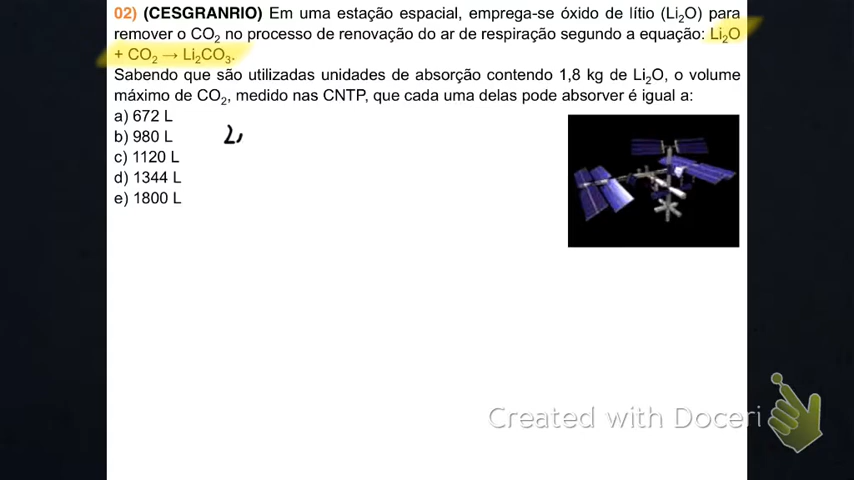 02) (CESGRANRIO) Em uma estação espacial, emprega-se óxido de lítio (Li₂O) para
remover o CO₂ no processo de renovação do ar de respiração segundo a equação: Li₂O
+ CO₂ → Li₂CO₃.
Sabendo que são utilizadas unidades de absorção contendo 1,8 kg de Li₂O, o volume
máximo de CO₂, medido nas CNTP, que cada uma delas pode absorver é igual a:
a) 672 L
b) 980 L
c) 1120 L
d) 1344 L
e) 1800 L
Created with Doceri